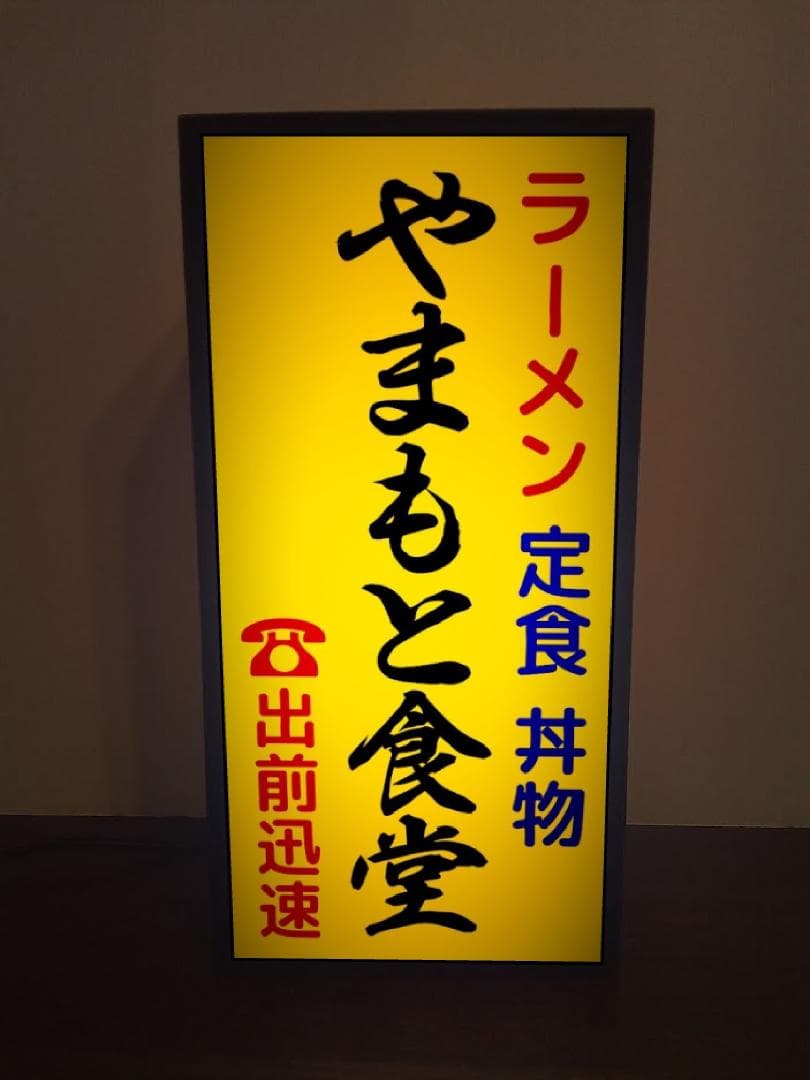 ラーメン 定食 丼物
やまもと食堂
☎出前迅速